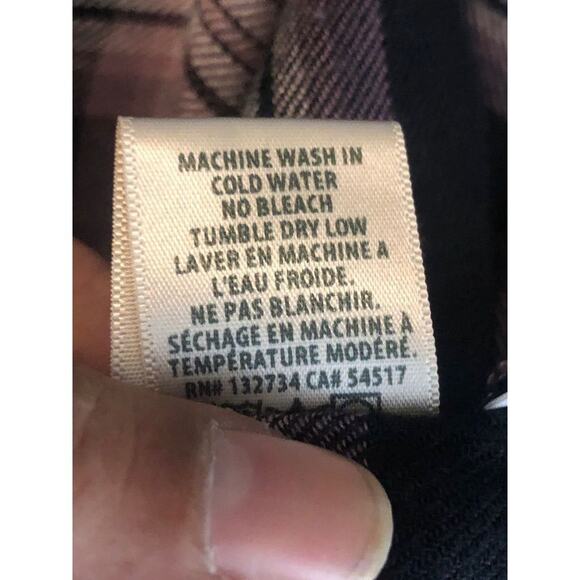 MACHINE WASH IN
COLD WATER
NO BLEACH
TUMBLE DRY LOW
LAVER EN MACHINE A
L'EAU FROIDE.
NE PAS BLANCHIR.
SÉCHAGE EN MACHINE À
TEMPÉRATURE MODÉRÉ.
RN# 132734 CA# 54517